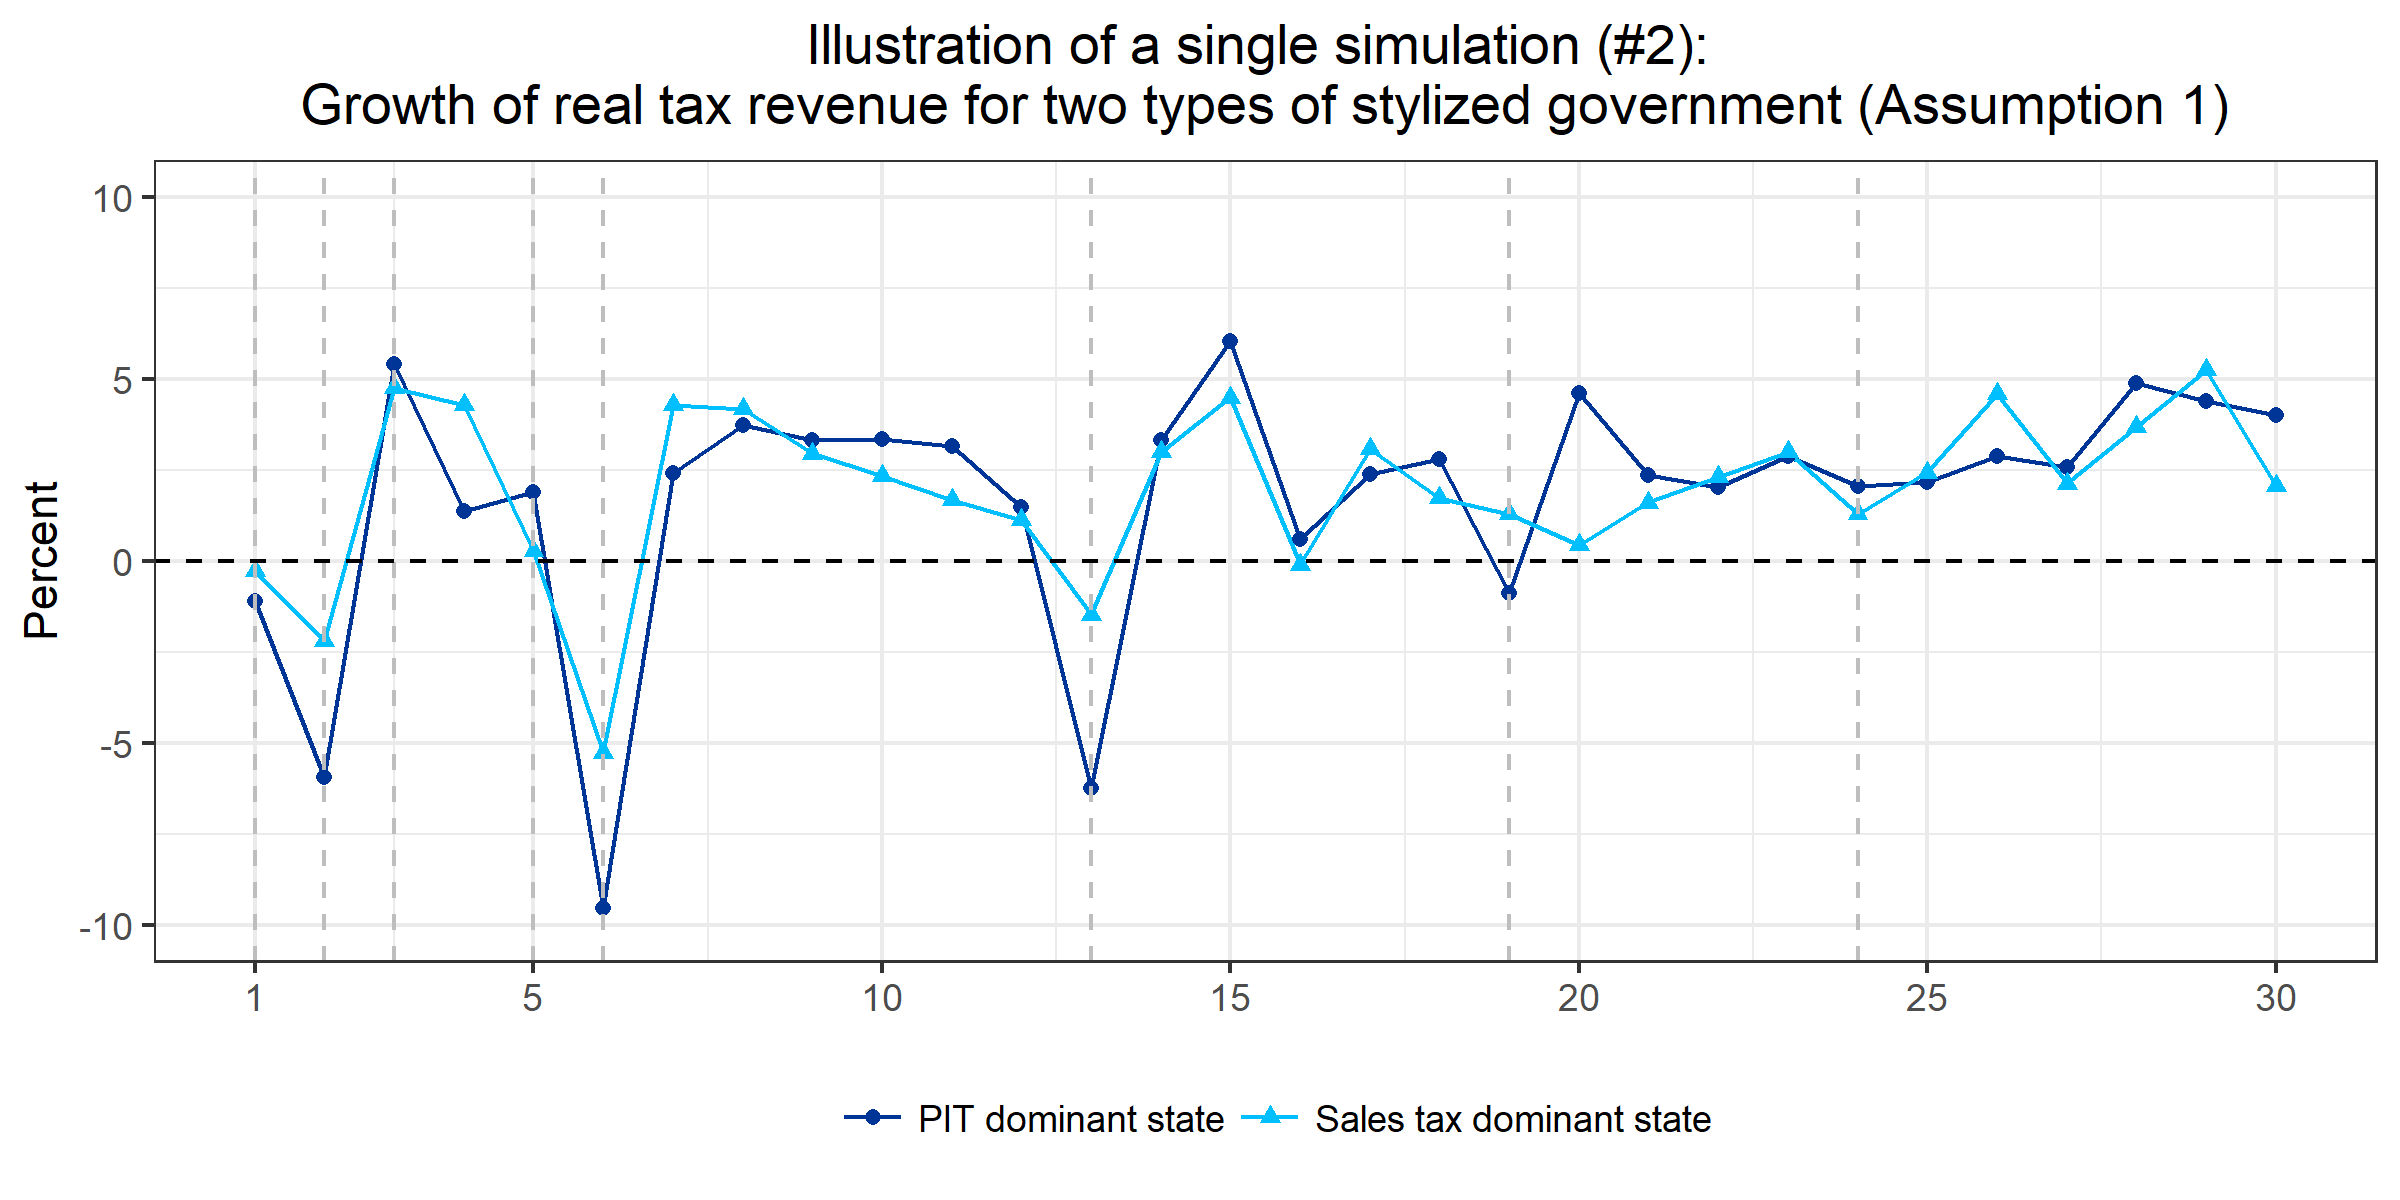 Illustration of a single simulation (#2):
Growth of real tax revenue for two types of stylized government (Assumption 1)
Percent
10
5
0
-5
-10
1 5 10 15 20 25 30
PIT dominant state Sales tax dominant state